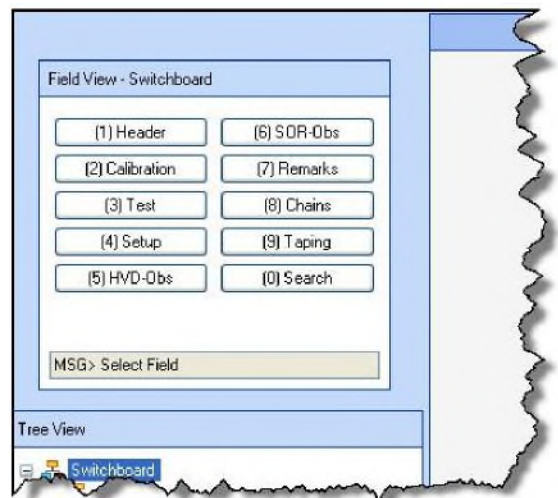 Field View - Switchboard
(1) Header
(6) SOR-Obs
(2) Calibration
(7) Remarks
(3) Test
(8) Chains
(4) Setup
(9) Taping
(5) HVD-Obs
(0) Search
MSG> Select Field
Tree View
Switchboard